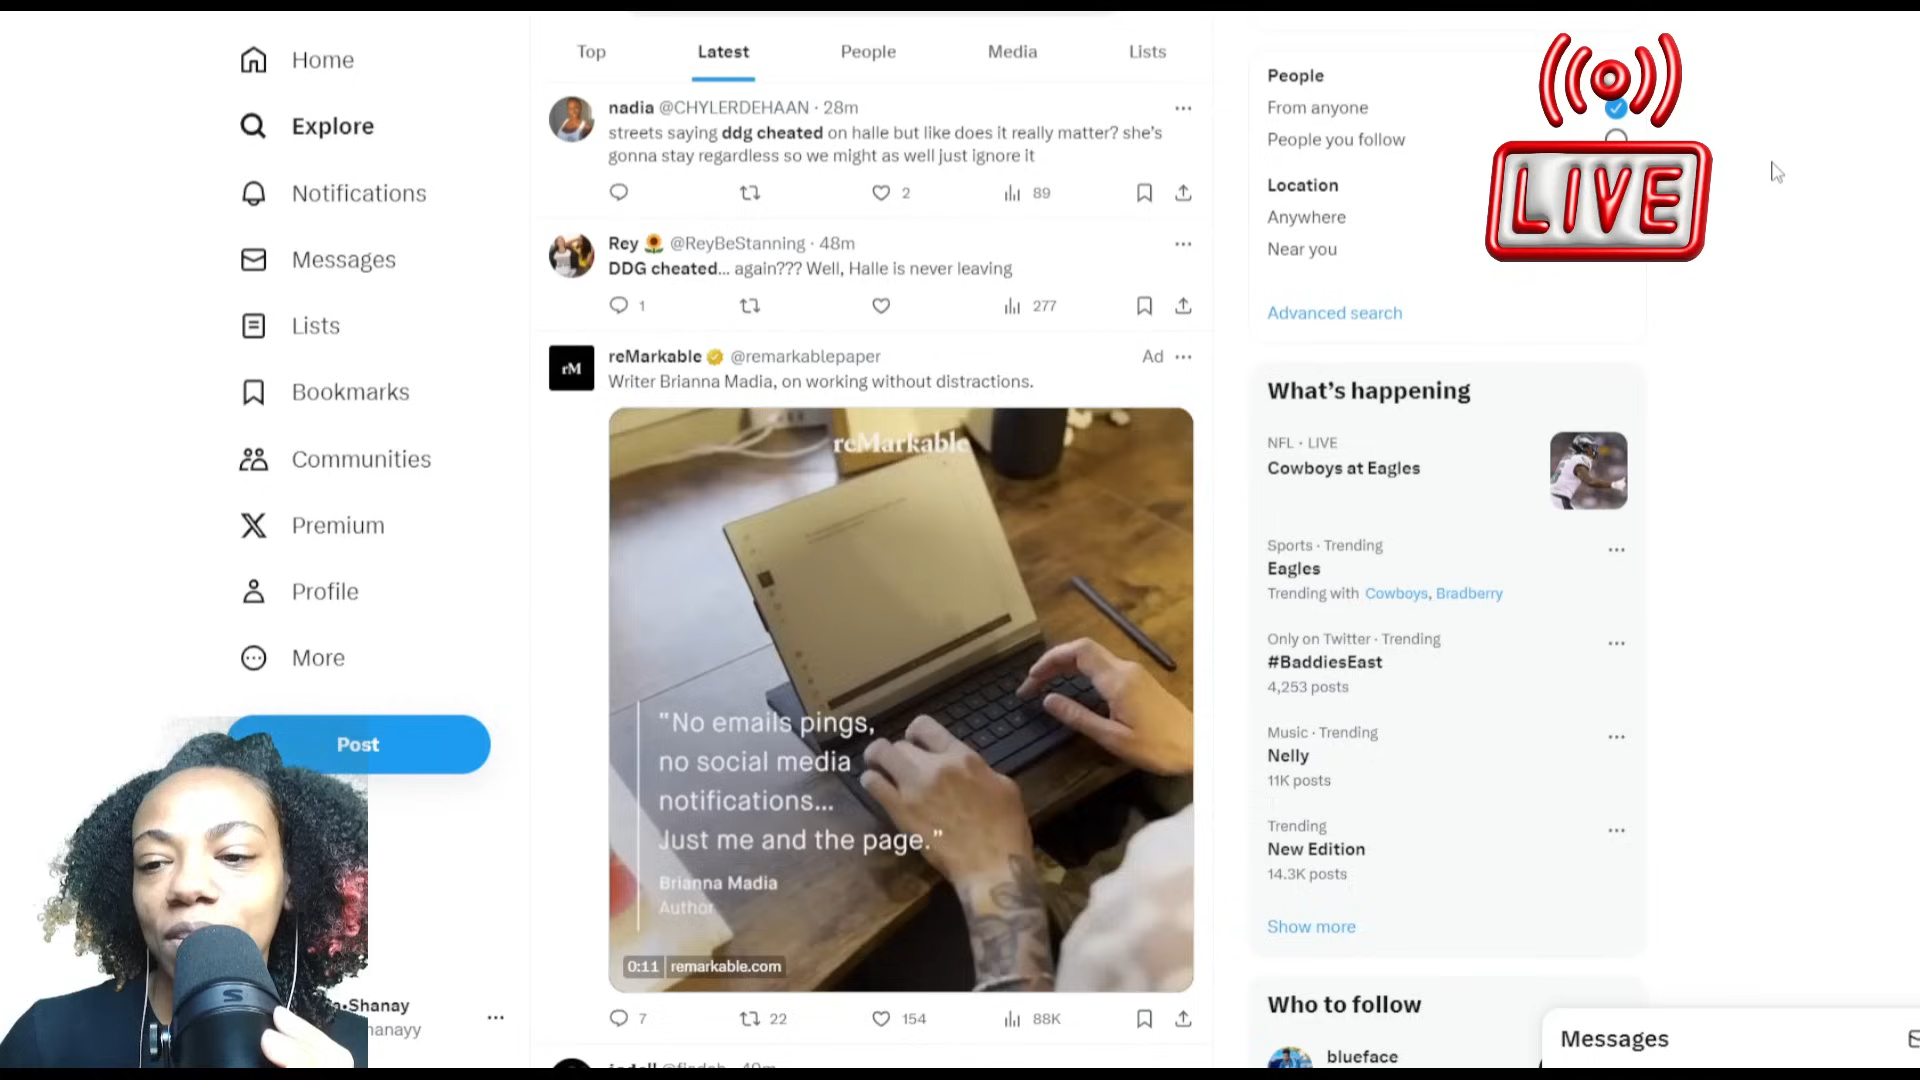 Home
Explore
Notifications
Messages
Lists
Bookmarks
Communities
Premium
Profile
More
Post
-Shanay
hanayy
Top
Latest
People
Media
Lists
nadia @CHYLERDEHAAN · 28m
streets saying ddg cheated on halle but like does it really matter? she's
gonna stay regardless so we might as well just ignore it
2
89
Rey 🌻 @ReyBeStanning · 48m
DDG cheated... again??? Well, Halle is never leaving
1
277
rM
reMarkable @remarkablepaper
Ad
Writer Brianna Madia, on working without distractions.
reMarkable
"No emails pings,
no social media
notifications...
Just me and the page."
Brianna Madia
Author
0:11
remarkable.com
7
22
154
88K
People
From anyone
People you follow
Location
Anywhere
Near you
Advanced search
LIVE
What's happening
NFL · LIVE
Cowboys at Eagles
Sports · Trending
Eagles
Trending with Cowboys, Bradberry
Only on Twitter · Trending
#BaddiesEast
4,253 posts
Music · Trending
Nelly
11K posts
Trending
New Edition
14.3K posts
Show more
Who to follow
blueface
Messages